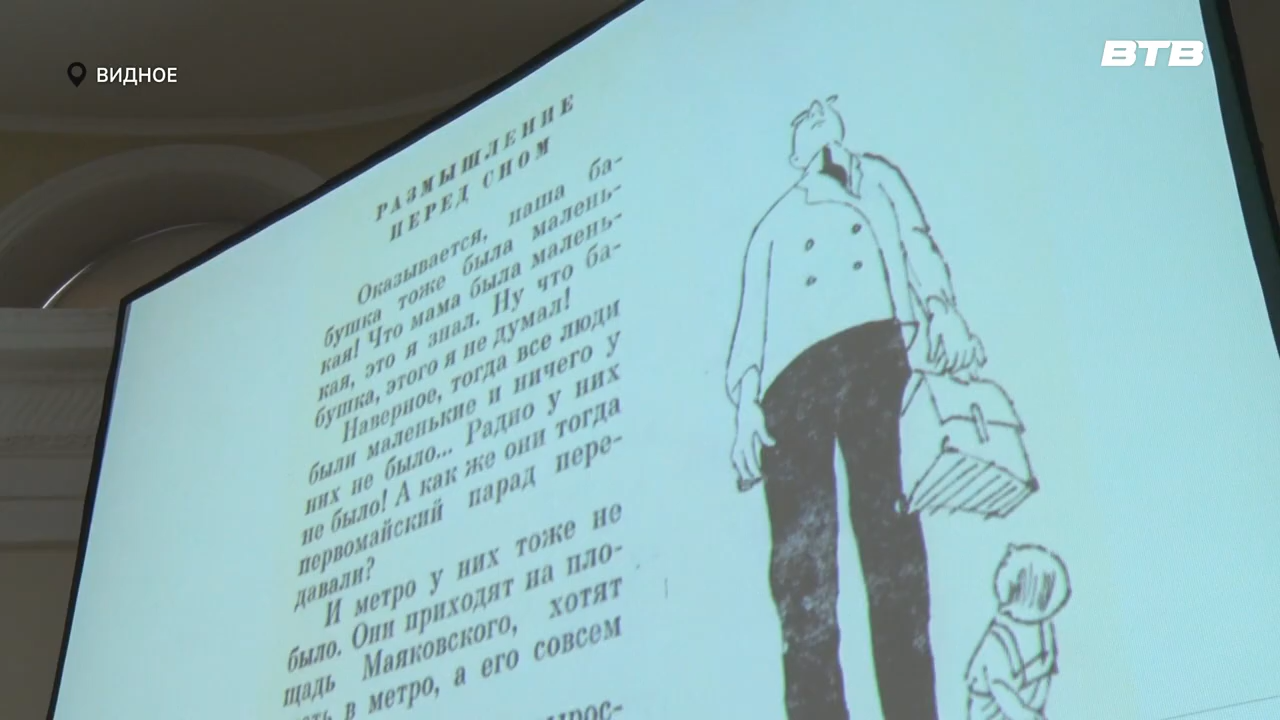 ВИДНОЕ
ВТВ
РАЗМЫШЛЕНИЕ
ПЕРЕД СНОМ
Оказывается, наша ба-
бушка тоже была малень-
кая! Что мама была малень-
кая, это я знал. Ну что ба-
бушка, этого я не думал!
Наверное, тогда все люди
были маленькие и ничего у
них не было... Радио у них
не было! А как же они тогда
первомайский парад пере-
давали?
И метро у них тоже не
было. Они приходят на пло-
щадь Маяковского, хотят
в метро, а его совсем